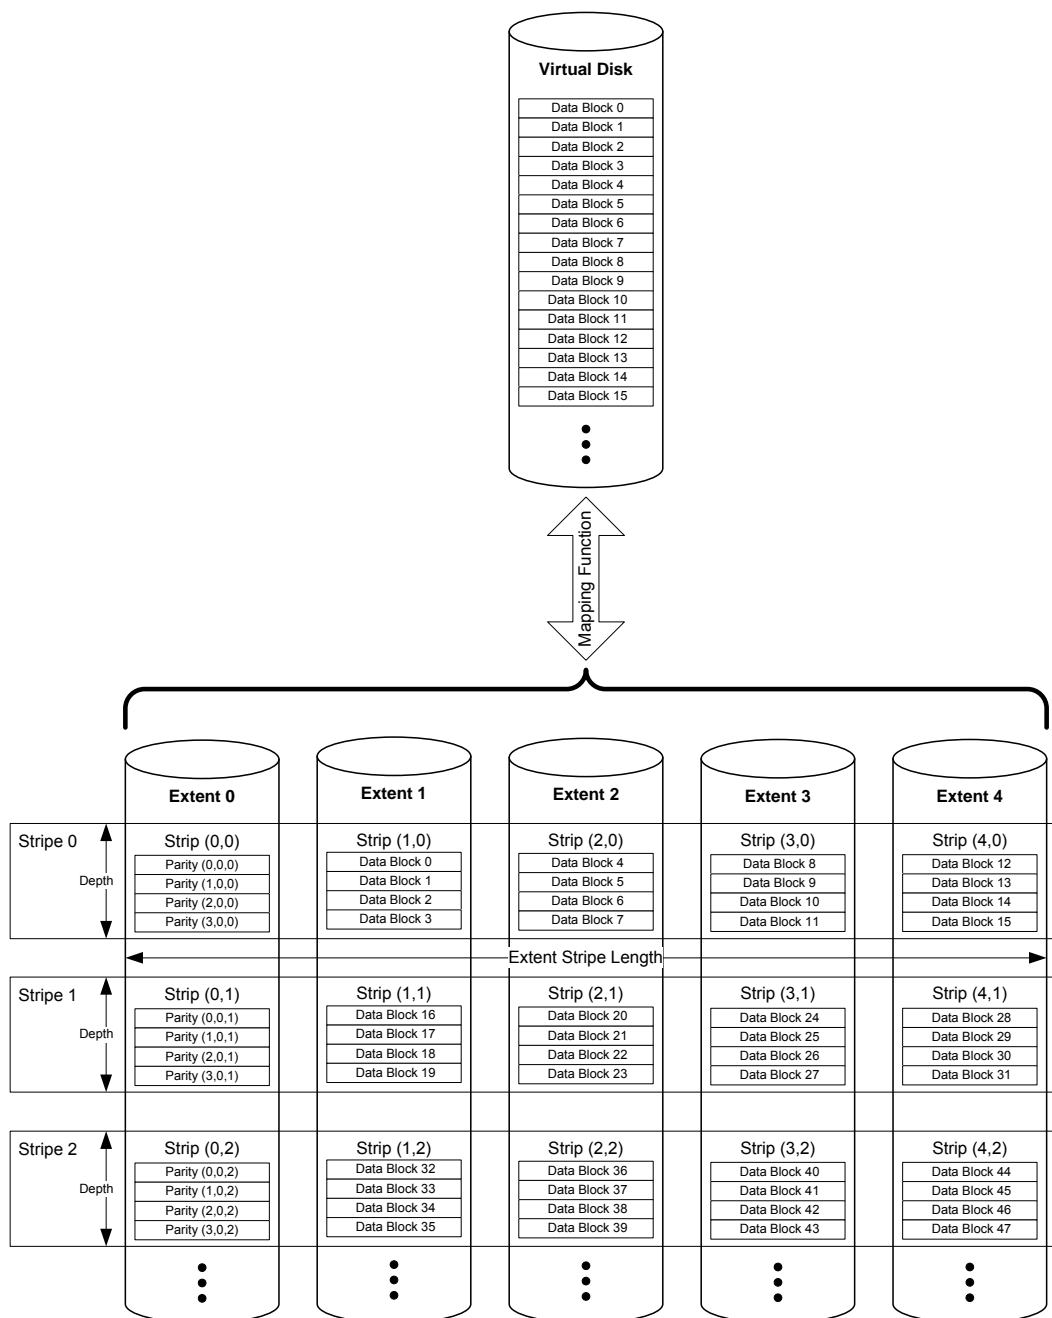 Virtual Disk
Data Block 0
Data Block 1
Data Block 2
Data Block 3
Data Block 4
Data Block 5
Data Block 6
Data Block 7
Data Block 8
Data Block 9
Data Block 10
Data Block 11
Data Block 12
Data Block 13
Data Block 14
Data Block 15
Mapping Function
Extent 0 Extent 1 Extent 2 Extent 3 Extent 4
Stripe 0 Strip (0,0) Strip (1,0) Strip (2,0) Strip (3,0) Strip (4,0)
Parity (0,0,0) Data Block 0 Data Block 4 Data Block 8 Data Block 12
Depth Parity (1,0,0) Data Block 1 Data Block 5 Data Block 9 Data Block 13
Parity (2,0,0) Data Block 2 Data Block 6 Data Block 10 Data Block 14
Parity (3,0,0) Data Block 3 Data Block 7 Data Block 11 Data Block 15
Extent Stripe Length
Stripe 1 Strip (0,1) Strip (1,1) Strip (2,1) Strip (3,1) Strip (4,1)
Parity (0,0,1) Data Block 16 Data Block 20 Data Block 24 Data Block 28
Depth Parity (1,0,1) Data Block 17 Data Block 21 Data Block 25 Data Block 29
Parity (2,0,1) Data Block 18 Data Block 22 Data Block 26 Data Block 30
Parity (3,0,1) Data Block 19 Data Block 23 Data Block 27 Data Block 31
Stripe 2 Strip (0,2) Strip (1,2) Strip (2,2) Strip (3,2) Strip (4,2)
Parity (0,0,2) Data Block 32 Data Block 36 Data Block 40 Data Block 44
Depth Parity (1,0,2) Data Block 33 Data Block 37 Data Block 41 Data Block 45
Parity (2,0,2) Data Block 34 Data Block 38 Data Block 42 Data Block 46
Parity (3,0,2) Data Block 35 Data Block 39 Data Block 43 Data Block 47